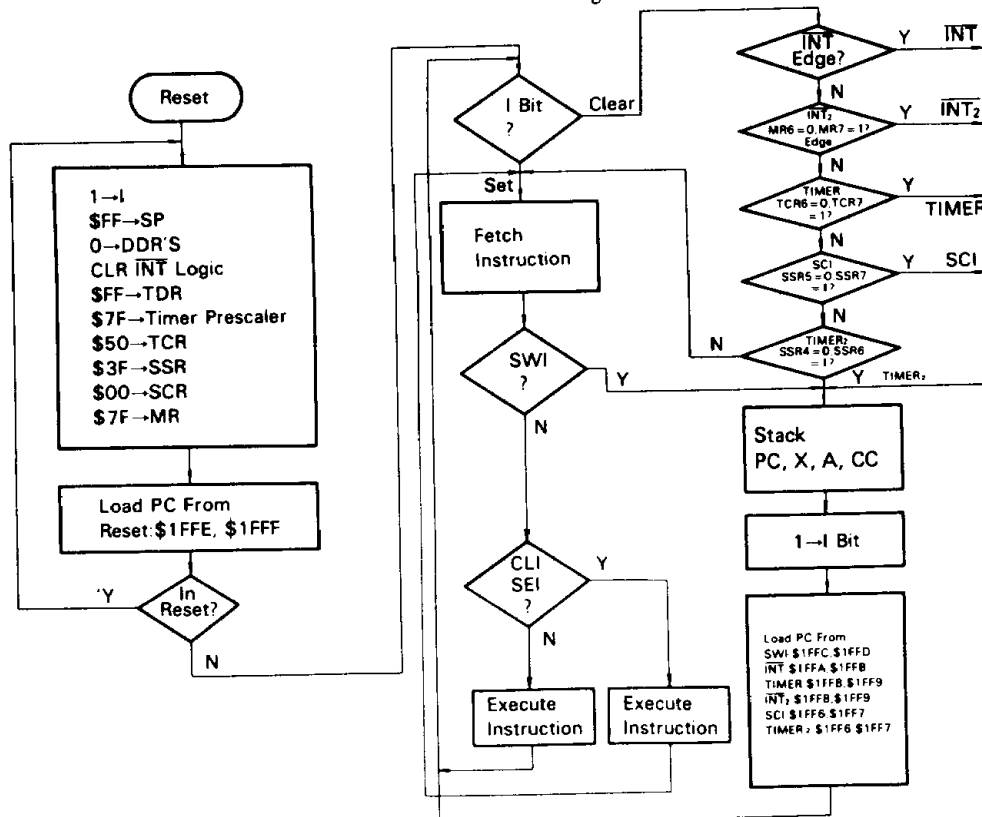 Reset
1→I
$FF→SP
0→DDR'S
CLR INT Logic
$FF→TDR
$7F→Timer Prescaler
$50→TCR
$3F→SSR
$00→SCR
$7F→MR
Load PC From
Reset:$1FFE, $1FFF
In
Reset?
Y
N
I Bit
?
Clear
Set
Fetch
Instruction
SWI
?
Y
N
CLI
SEI
?
Y
N
Execute
Instruction
Execute
Instruction
INT
Edge?
Y
INT
N
INT₂
MR6=0,MR7=1?
Edge
Y
INT₂
N
TIMER
TCR6=0,TCR7
=1?
Y
TIMER
N
SCI
SSR5=0,SSR7
=1?
Y
SCI
N
TIMER₂
SSR4=0,SSR6
=1?
N
Y
TIMER₂
Stack
PC, X, A, CC
1→I Bit
Load PC From
SWI $1FFC,$1FFD
INT $1FFA,$1FFB
TIMER $1FF8,$1FF9
INT₂ $1FF8,$1FF9
SCI $1FF6,$1FF7
TIMER₂ $1FF6 $1FF7